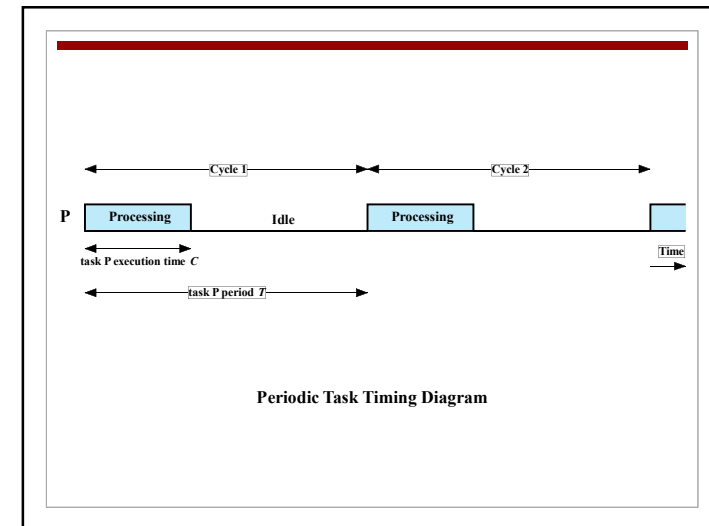 Cycle 1 Cycle 2
P Processing Idle Processing
Time
task P execution time C
task P period T
Periodic Task Timing Diagram